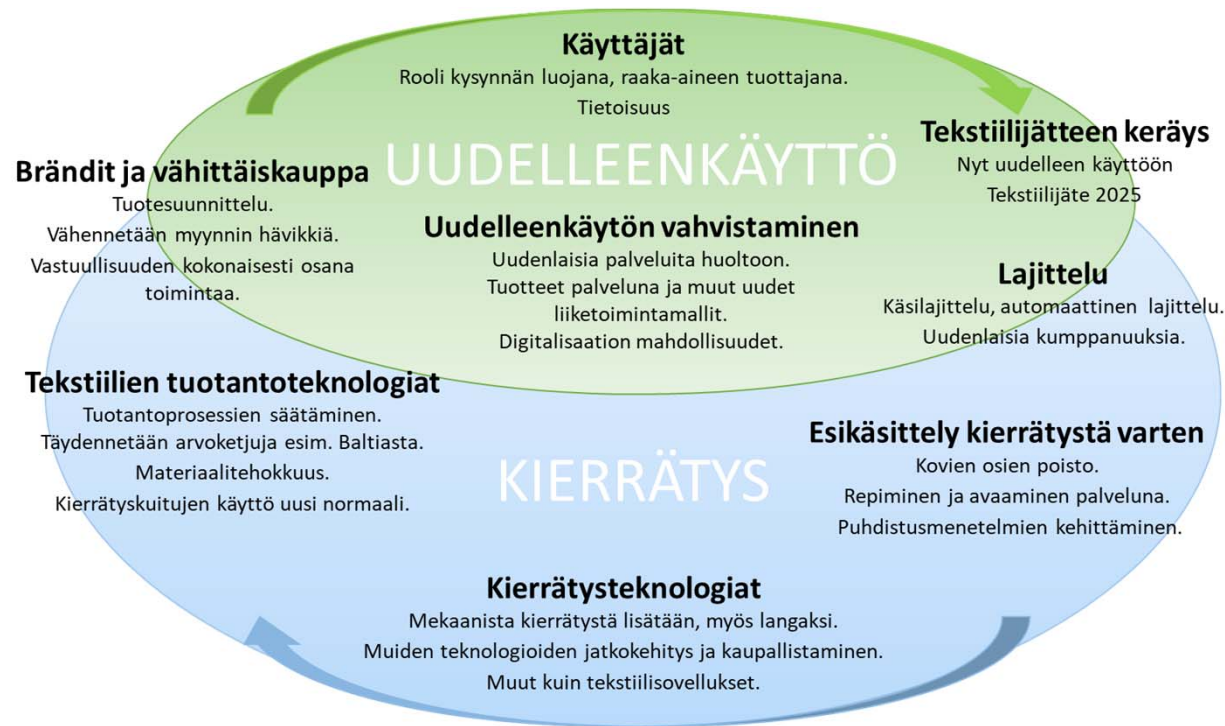 Käyttäjät
Rooli kysynnän luojana, raaka-aineen tuottajana.
Tietoisuus
UUDELLEENKÄYTTÖ
Tekstiilijätteen keräys
Nyt uudelleen käyttöön
Tekstiilijäte 2025
Brändit ja vähittäiskauppa
Tuotesuunnittelu.
Vähennetään myynnin hävikkiä.
Vastuullisuuden kokonaisesti osana
toimintaa.
Uudelleenkäytön vahvistaminen
Uudenlaisia palveluita huoltoon.
Tuotteet palveluna ja muut uudet
liiketoimintamallit.
Digitalisaation mahdollisuudet.
Lajittelu
Käsilajittelu, automaattinen lajittelu.
Uudenlaisia kumppanuuksia.
Tekstiilien tuotantoteknologiat
Tuotantoprosessien säätäminen.
Täydennetään arvoketjuja esim. Baltiasta.
Materiaalitehokkuus.
Kierrätyskuitujen käyttö uusi normaali.
KIERRÄTYS
Esikäsittely kierrätystä varten
Kovien osien poisto.
Repiminen ja avaaminen palveluna.
Puhdistusmenetelmien kehittäminen.
Kierrätysteknologiat
Mekaanista kierrätystä lisätään, myös langaksi.
Muiden teknologioiden jatkokehitys ja kaupallistaminen.
Muut kuin tekstiilisovellukset.